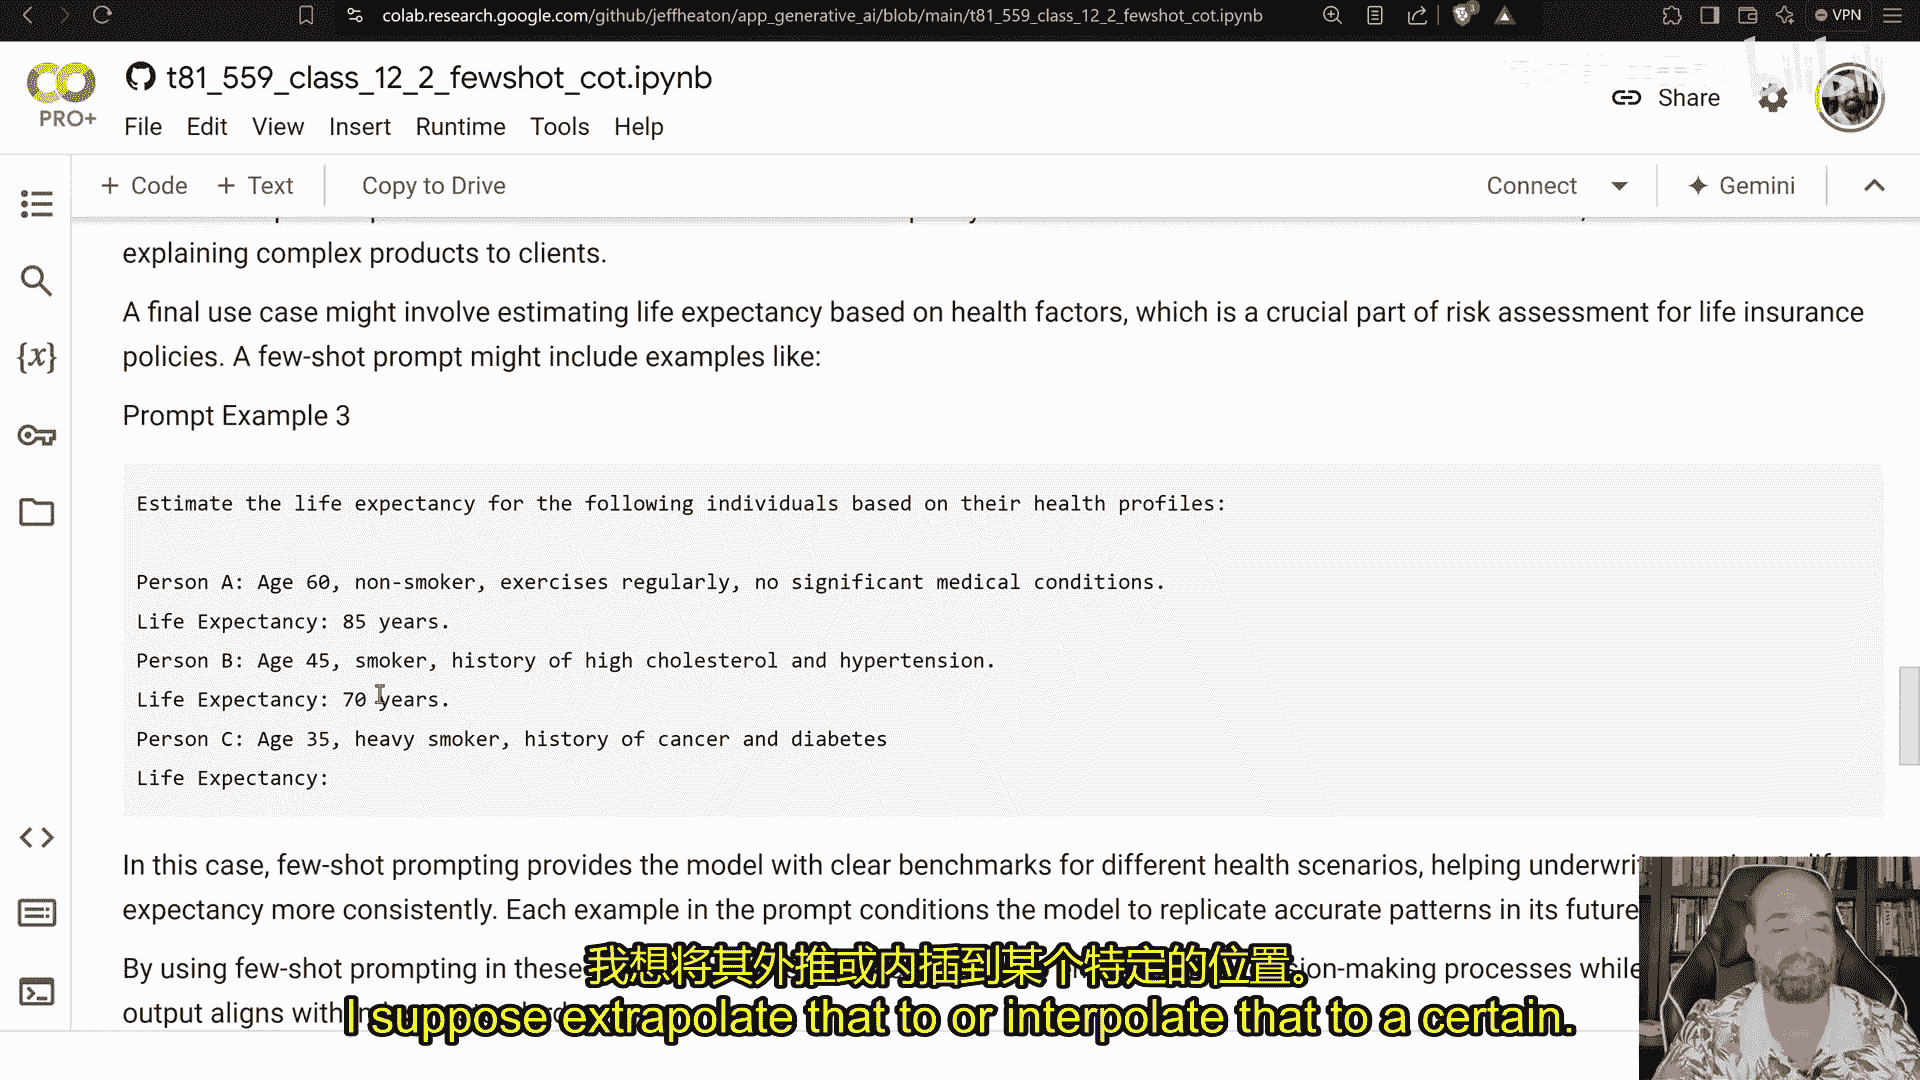 colab.research.google.com/github/jeffheaton/app_generative_ai/blob/main/t81_559_class_12_2_fewshot_cot.ipynb
3
VPN
t81_559_class_12_2_fewshot_cot.ipynb
bilibili
PRO+
Share
File Edit View Insert Runtime Tools Help
+ Code + Text Copy to Drive Connect Gemini
explaining complex products to clients.
A final use case might involve estimating life expectancy based on health factors, which is a crucial part of risk assessment for life insurance
policies. A few-shot prompt might include examples like:
Prompt Example 3
Estimate the life expectancy for the following individuals based on their health profiles:
Person A: Age 60, non-smoker, exercises regularly, no significant medical conditions.
Life Expectancy: 85 years.
Person B: Age 45, smoker, history of high cholesterol and hypertension.
Life Expectancy: 70 years.
Person C: Age 35, heavy smoker, history of cancer and diabetes
Life Expectancy:
In this case, few-shot prompting provides the model with clear benchmarks for different health scenarios, helping
expectancy more consistently. Each example in the prompt conditions the model to replicate accurate patterns in its future
By using few-shot prompting in these processes while
output aligns with
我想将其外推或内插到某个特定的位置。
I suppose extrapolate that to or interpolate that to a certain.